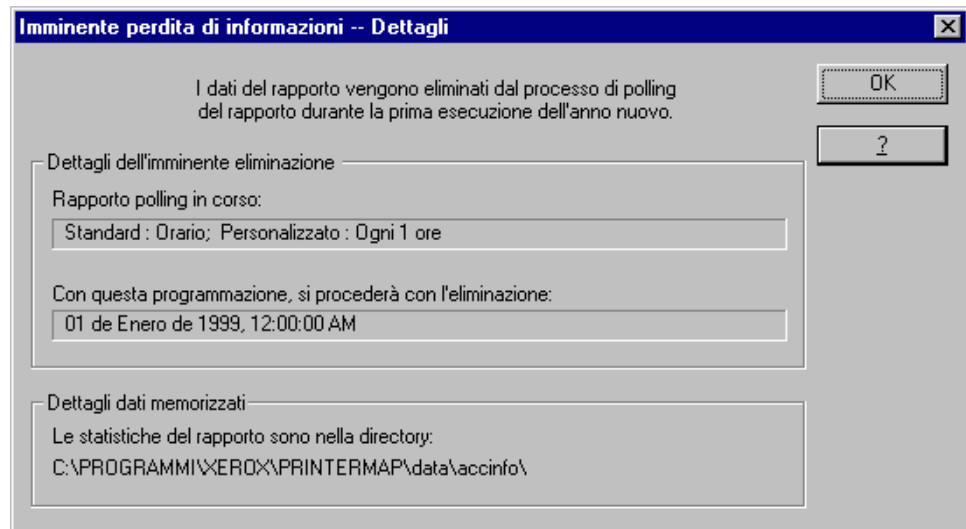 Imminente perdita di informazioni -- Dettagli
I dati del rapporto vengono eliminati dal processo di polling
del rapporto durante la prima esecuzione dell'anno nuovo.
OK
?
Dettagli dell'imminente eliminazione
Rapporto polling in corso:
Standard : Orario;  Personalizzato : Ogni 1 ore
Con questa programmazione, si procederà con l'eliminazione:
01 de Enero de 1999, 12:00:00 AM
Dettagli dati memorizzati
Le statistiche del rapporto sono nella directory:
C:\PROGRAMMI\XEROX\PRINTERMAP\data\accinfo\